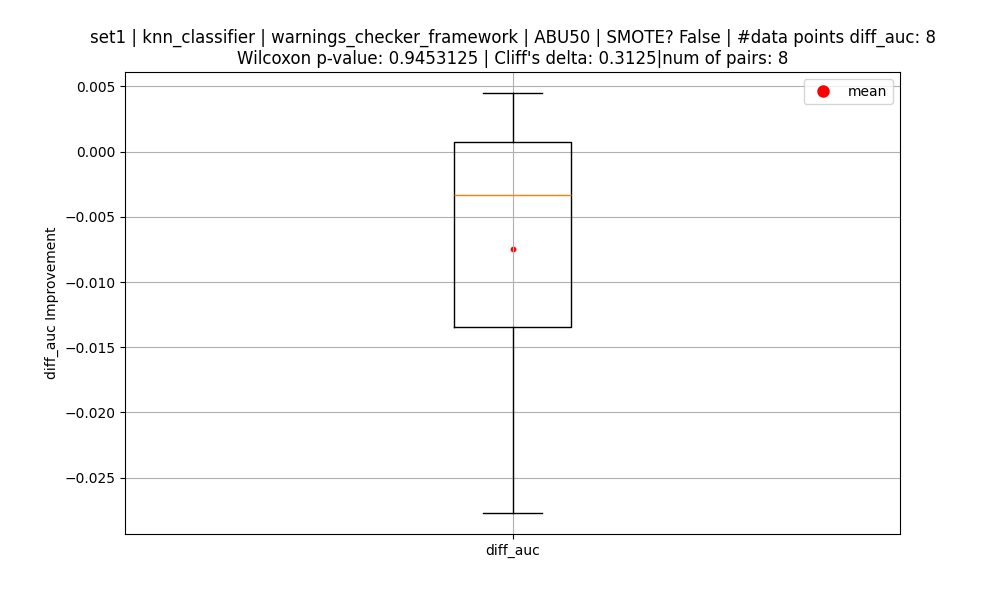 set1 | knn_classifier | warnings_checker_framework | ABU50 | SMOTE? False | #data points diff_auc: 8
Wilcoxon p-value: 0.9453125 | Cliff's delta: 0.3125|num of pairs: 8
mean
0.005
0.000
−0.005
−0.010
−0.015
−0.020
−0.025
diff_auc Improvement
diff_auc